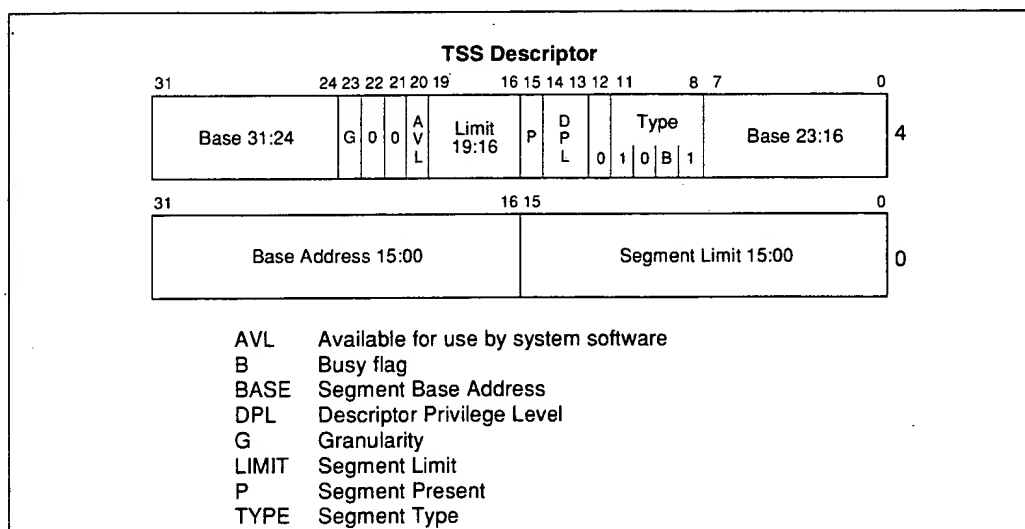 TSS Descriptor
31 24 23 22 21 20 19 16 15 14 13 12 11 8 7 0
Base 31:24 G 0 0 AVL Limit 19:16 P DPL 0 Type 1 0 B 1 Base 23:16 4
31 16 15 0
Base Address 15:00 Segment Limit 15:00 0
AVL Available for use by system software
B Busy flag
BASE Segment Base Address
DPL Descriptor Privilege Level
G Granularity
LIMIT Segment Limit
P Segment Present
TYPE Segment Type